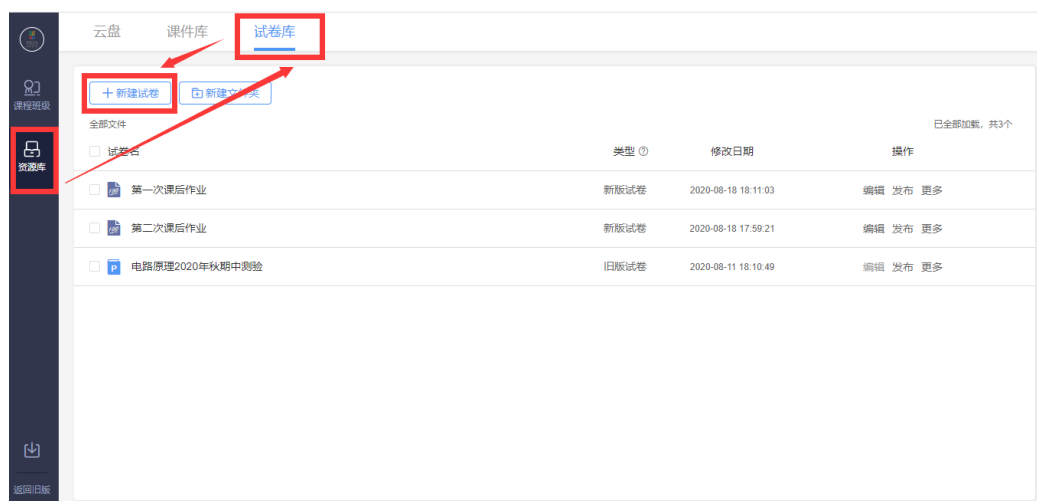 云盘 课件库 试卷库
课程班级
资源库
返回旧版
新建试卷 新建文件夹
全部文件 已全部加载，共3个
试卷名 类型 修改日期 操作
第一次课后作业 新版试卷 2020-08-18 18:11:03 编辑 发布 更多
第二次课后作业 新版试卷 2020-08-18 17:59:21 编辑 发布 更多
P 电路原理2020年秋期中测验 旧版试卷 2020-08-11 18:10:49 编辑 发布 更多